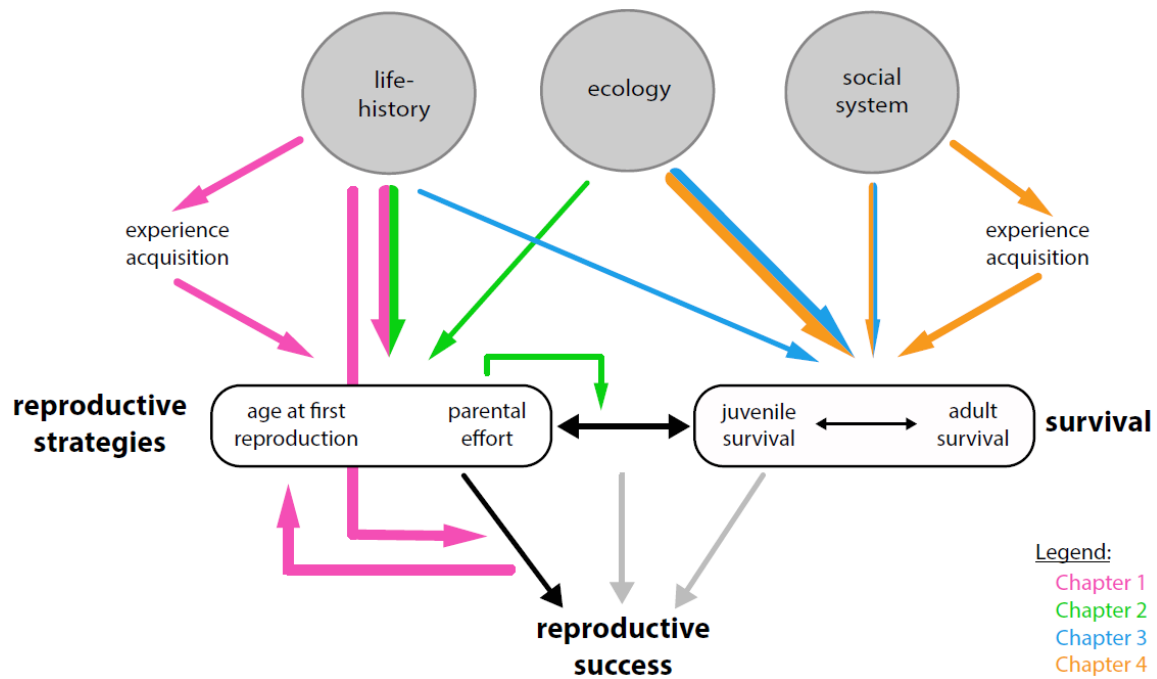 life-
history
ecology
social
system
experience
acquisition
experience
acquisition
reproductive
strategies
age at first
reproduction
parental
effort
juvenile
survival
adult
survival
survival
reproductive
success
Legend:
Chapter 1
Chapter 2
Chapter 3
Chapter 4